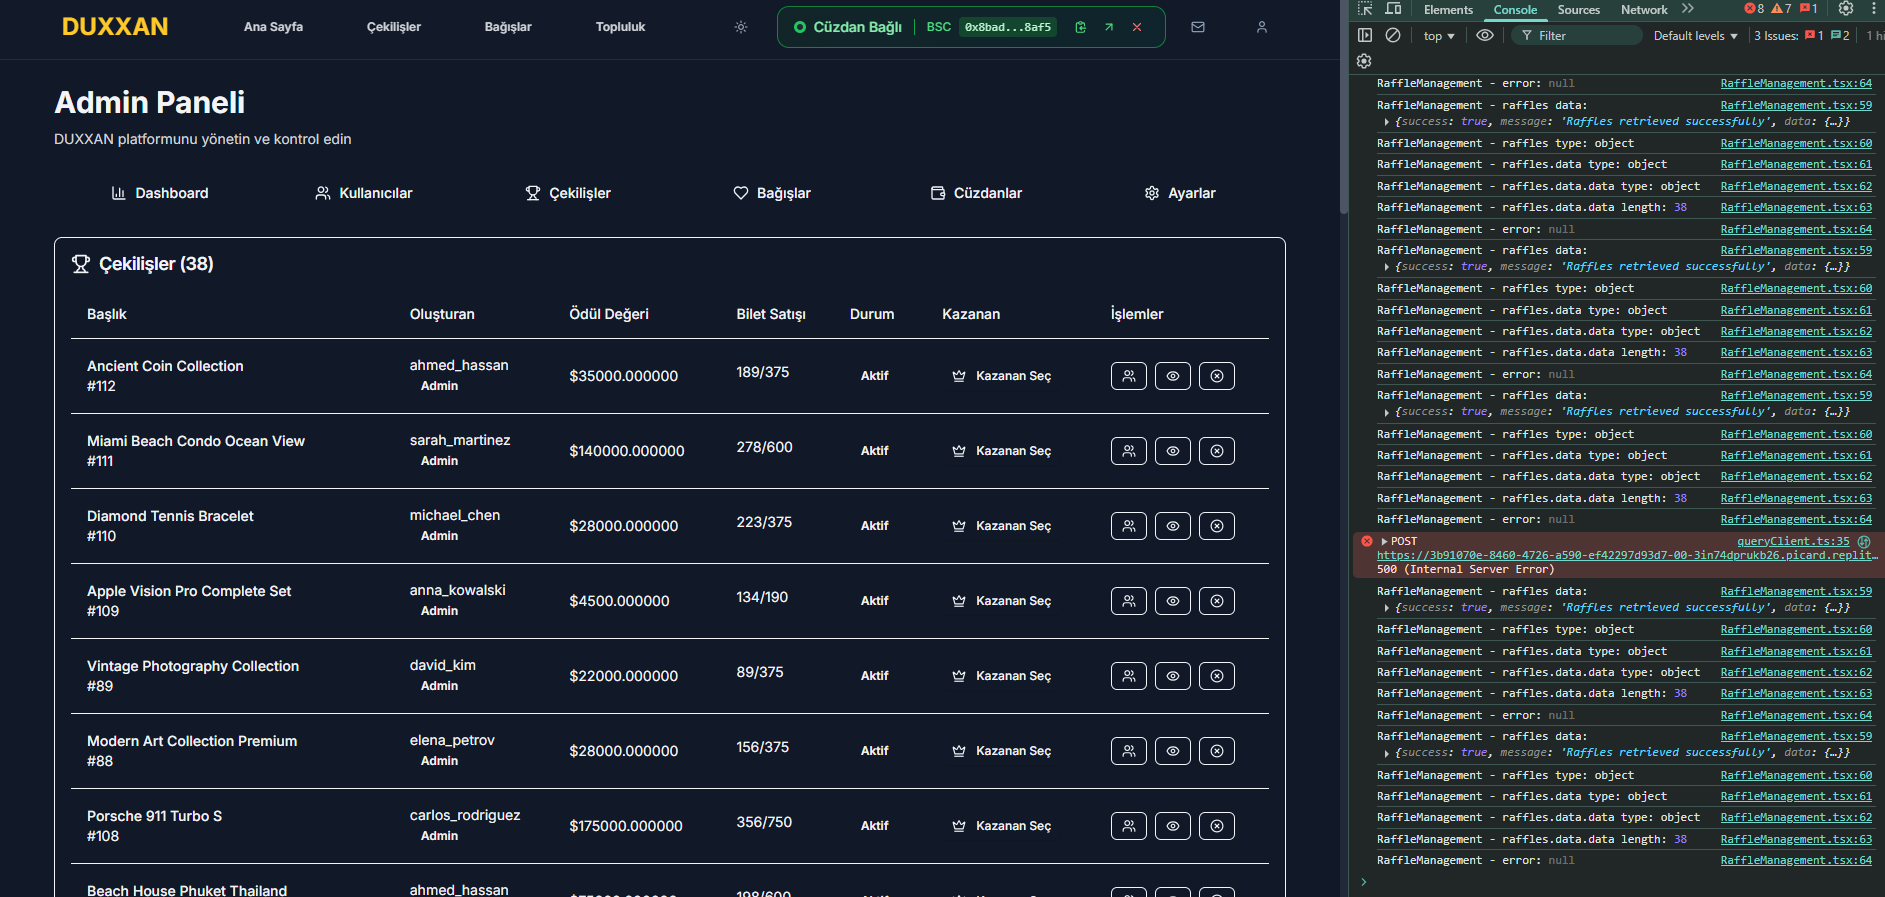 DUXXAN
Ana Sayfa
Çekilişler
Bağışlar
Topluluk
Cüzdan Bağlı
BSC
0x8bad...8af5
Admin Paneli
DUXXAN platformunu yönetin ve kontrol edin
Dashboard
Kullanıcılar
Çekilişler
Bağışlar
Cüzdanlar
Ayarlar
Çekilişler (38)
Başlık Oluşturan Ödül Değeri Bilet Satışı Durum Kazanan İşlemler
Ancient Coin Collection
#112
ahmed_hassan
Admin
$35000.000000
189/375
Aktif
Kazanan Seç
Miami Beach Condo Ocean View
#111
sarah_martinez
Admin
$140000.000000
278/600
Aktif
Kazanan Seç
Diamond Tennis Bracelet
#110
michael_chen
Admin
$28000.000000
223/375
Aktif
Kazanan Seç
Apple Vision Pro Complete Set
#109
anna_kowalski
Admin
$4500.000000
134/190
Aktif
Kazanan Seç
Vintage Photography Collection
#89
david_kim
Admin
$22000.000000
89/375
Aktif
Kazanan Seç
Modern Art Collection Premium
#88
elena_petrov
Admin
$28000.000000
156/375
Aktif
Kazanan Seç
Porsche 911 Turbo S
#108
carlos_rodriguez
Admin
$175000.000000
356/750
Aktif
Kazanan Seç
Beach House Phuket Thailand
ahmed_hassan
Elements Console Sources Network 8 7 1
top Filter Default levels 3 Issues: 1 2 1 hi
RaffleManagement - error: null RaffleManagement.tsx:64
RaffleManagement - raffles data: RaffleManagement.tsx:59
{success: true, message: 'Raffles retrieved successfully', data: {…}}
RaffleManagement - raffles type: object RaffleManagement.tsx:60
RaffleManagement - raffles.data type: object RaffleManagement.tsx:61
RaffleManagement - raffles.data.data type: object RaffleManagement.tsx:62
RaffleManagement - raffles.data.data length: 38 RaffleManagement.tsx:63
RaffleManagement - error: null RaffleManagement.tsx:64
RaffleManagement - raffles data: RaffleManagement.tsx:59
{success: true, message: 'Raffles retrieved successfully', data: {…}}
RaffleManagement - raffles type: object RaffleManagement.tsx:60
RaffleManagement - raffles.data type: object RaffleManagement.tsx:61
RaffleManagement - raffles.data.data type: object RaffleManagement.tsx:62
RaffleManagement - raffles.data.data length: 38 RaffleManagement.tsx:63
RaffleManagement - error: null RaffleManagement.tsx:64
RaffleManagement - raffles data: RaffleManagement.tsx:59
{success: true, message: 'Raffles retrieved successfully', data: {…}}
RaffleManagement - raffles type: object RaffleManagement.tsx:60
RaffleManagement - raffles.data type: object RaffleManagement.tsx:61
RaffleManagement - raffles.data.data type: object RaffleManagement.tsx:62
RaffleManagement - raffles.data.data length: 38 RaffleManagement.tsx:63
RaffleManagement - error: null RaffleManagement.tsx:64
POST queryClient.ts:35
https://3b91070e-8460-4726-a590-ef42297d93d7-00-3in74dprukb26.picard.replit…
500 (Internal Server Error)
RaffleManagement - raffles data: RaffleManagement.tsx:59
{success: true, message: 'Raffles retrieved successfully', data: {…}}
RaffleManagement - raffles type: object RaffleManagement.tsx:60
RaffleManagement - raffles.data type: object RaffleManagement.tsx:61
RaffleManagement - raffles.data.data type: object RaffleManagement.tsx:62
RaffleManagement - raffles.data.data length: 38 RaffleManagement.tsx:63
RaffleManagement - error: null RaffleManagement.tsx:64
RaffleManagement - raffles data: RaffleManagement.tsx:59
{success: true, message: 'Raffles retrieved successfully', data: {…}}
RaffleManagement - raffles type: object RaffleManagement.tsx:60
RaffleManagement - raffles.data type: object RaffleManagement.tsx:61
RaffleManagement - raffles.data.data type: object RaffleManagement.tsx:62
RaffleManagement - raffles.data.data length: 38 RaffleManagement.tsx:63
RaffleManagement - error: null RaffleManagement.tsx:64